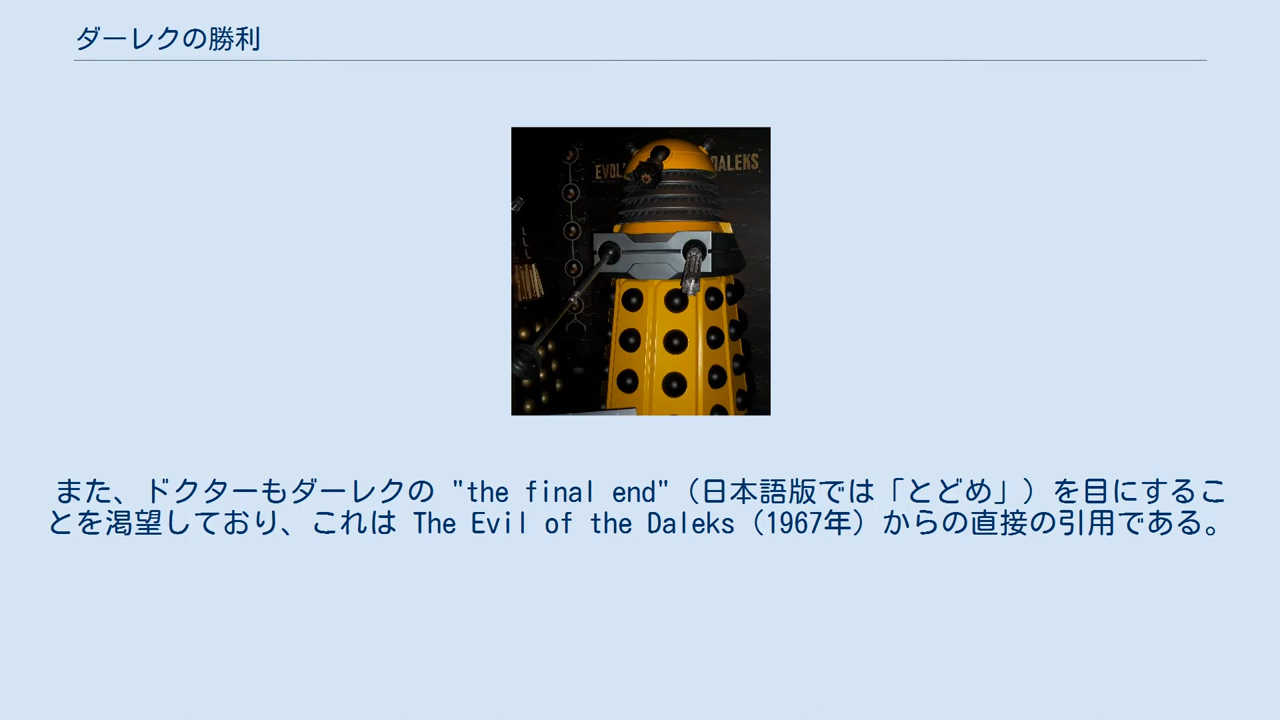 ダーレクの勝利
EVOL DALEKS
また、ドクターもダーレクの "the final end"（日本語版では「とどめ」）を目にするこ
とを渇望しており、これは The Evil of the Daleks（1967年）からの直接の引用である。